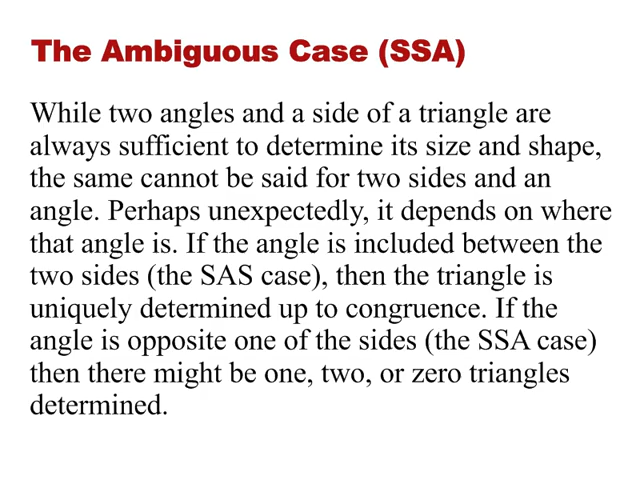 The Ambiguous Case (SSA)
While two angles and a side of a triangle are
always sufficient to determine its size and shape,
the same cannot be said for two sides and an
angle. Perhaps unexpectedly, it depends on where
that angle is. If the angle is included between the
two sides (the SAS case), then the triangle is
uniquely determined up to congruence. If the
angle is opposite one of the sides (the SSA case)
then there might be one, two, or zero triangles
determined.